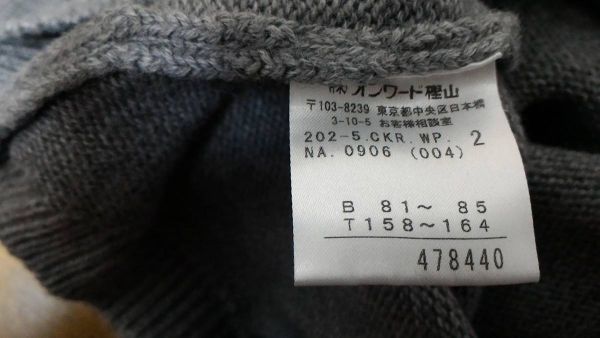 ㈱オンワード樫山
〒103-8239 東京都中央区日本橋
3-10-5 お客様相談室
202-5.CKR.WP. 2
NA. 0906 (004)
B 81～ 85
T158～164
478440